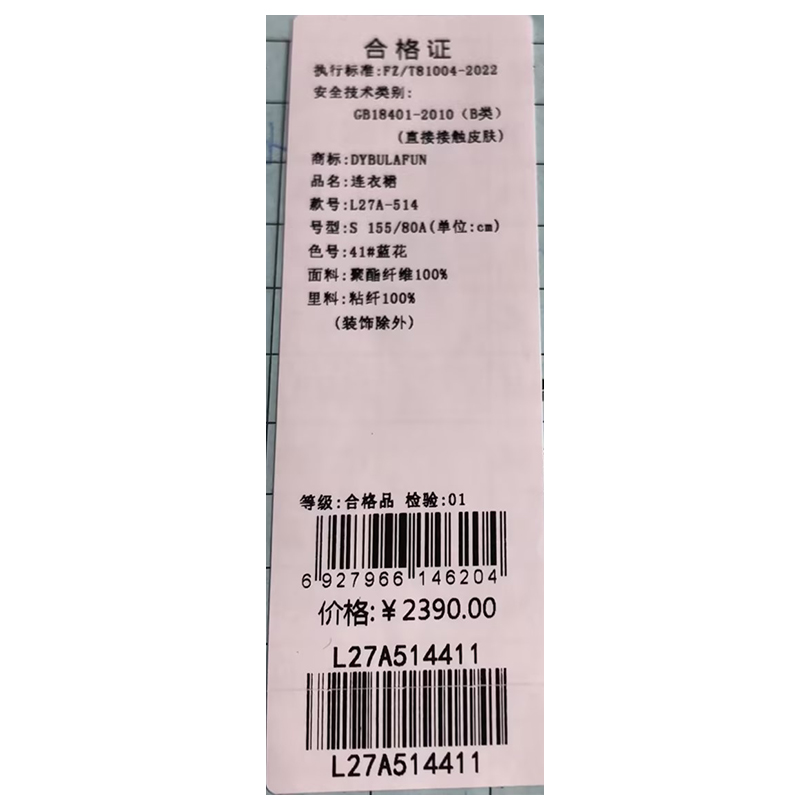 合格证
执行标准:FZ/T81004-2022
安全技术类别:
GB18401-2010（B类）
(直接接触皮肤)
商标:DYBULAFUN
品名:连衣裙
款号:L27A-514
号型:S 155/80A(单位:cm)
色号:41#蓝花
面料:聚酯纤维100%
里料:粘纤100%
(装饰除外)
等级:合格品 检验:01
6 927966 146204
价格:￥2390.00
L27A514411
L27A514411